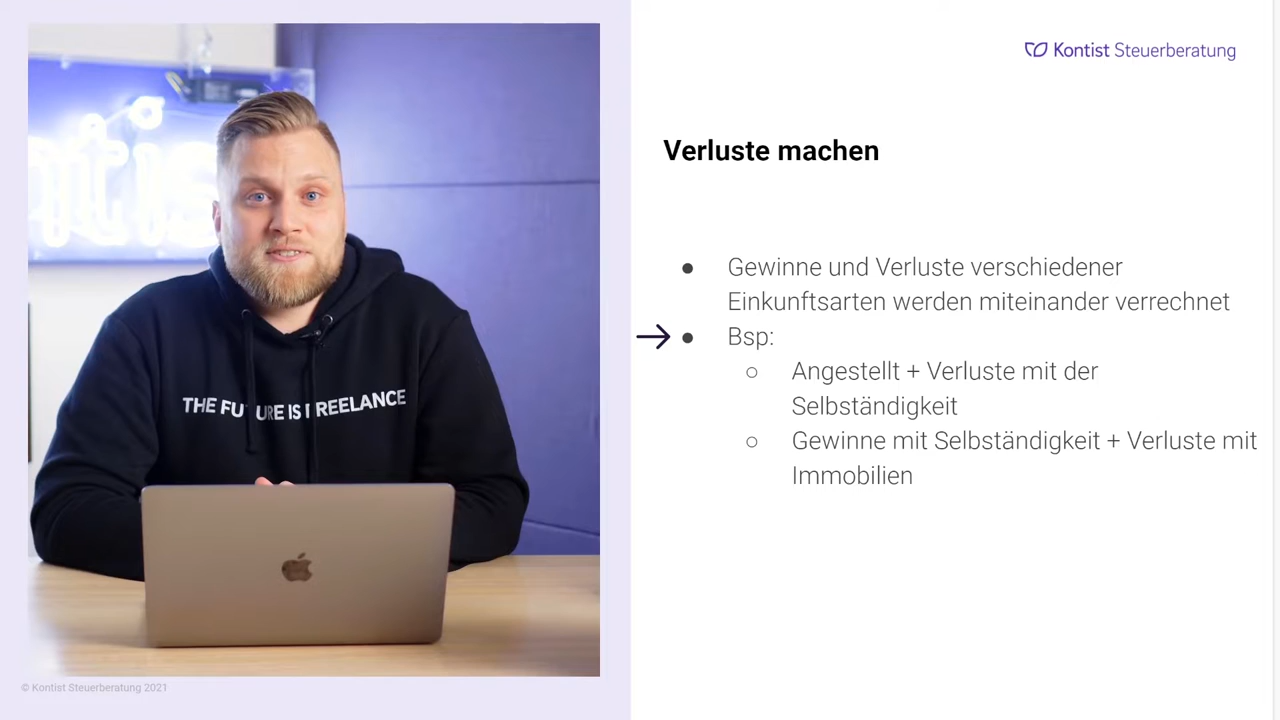 Kontist Steuerberatung
Verluste machen
● Gewinne und Verluste verschiedener
Einkunftsarten werden miteinander verrechnet
→ ● Bsp:
○ Angestellt + Verluste mit der
Selbständigkeit
○ Gewinne mit Selbständigkeit + Verluste mit
Immobilien
THE FUTURE IS FREELANCE
© Kontist Steuerberatung 2021